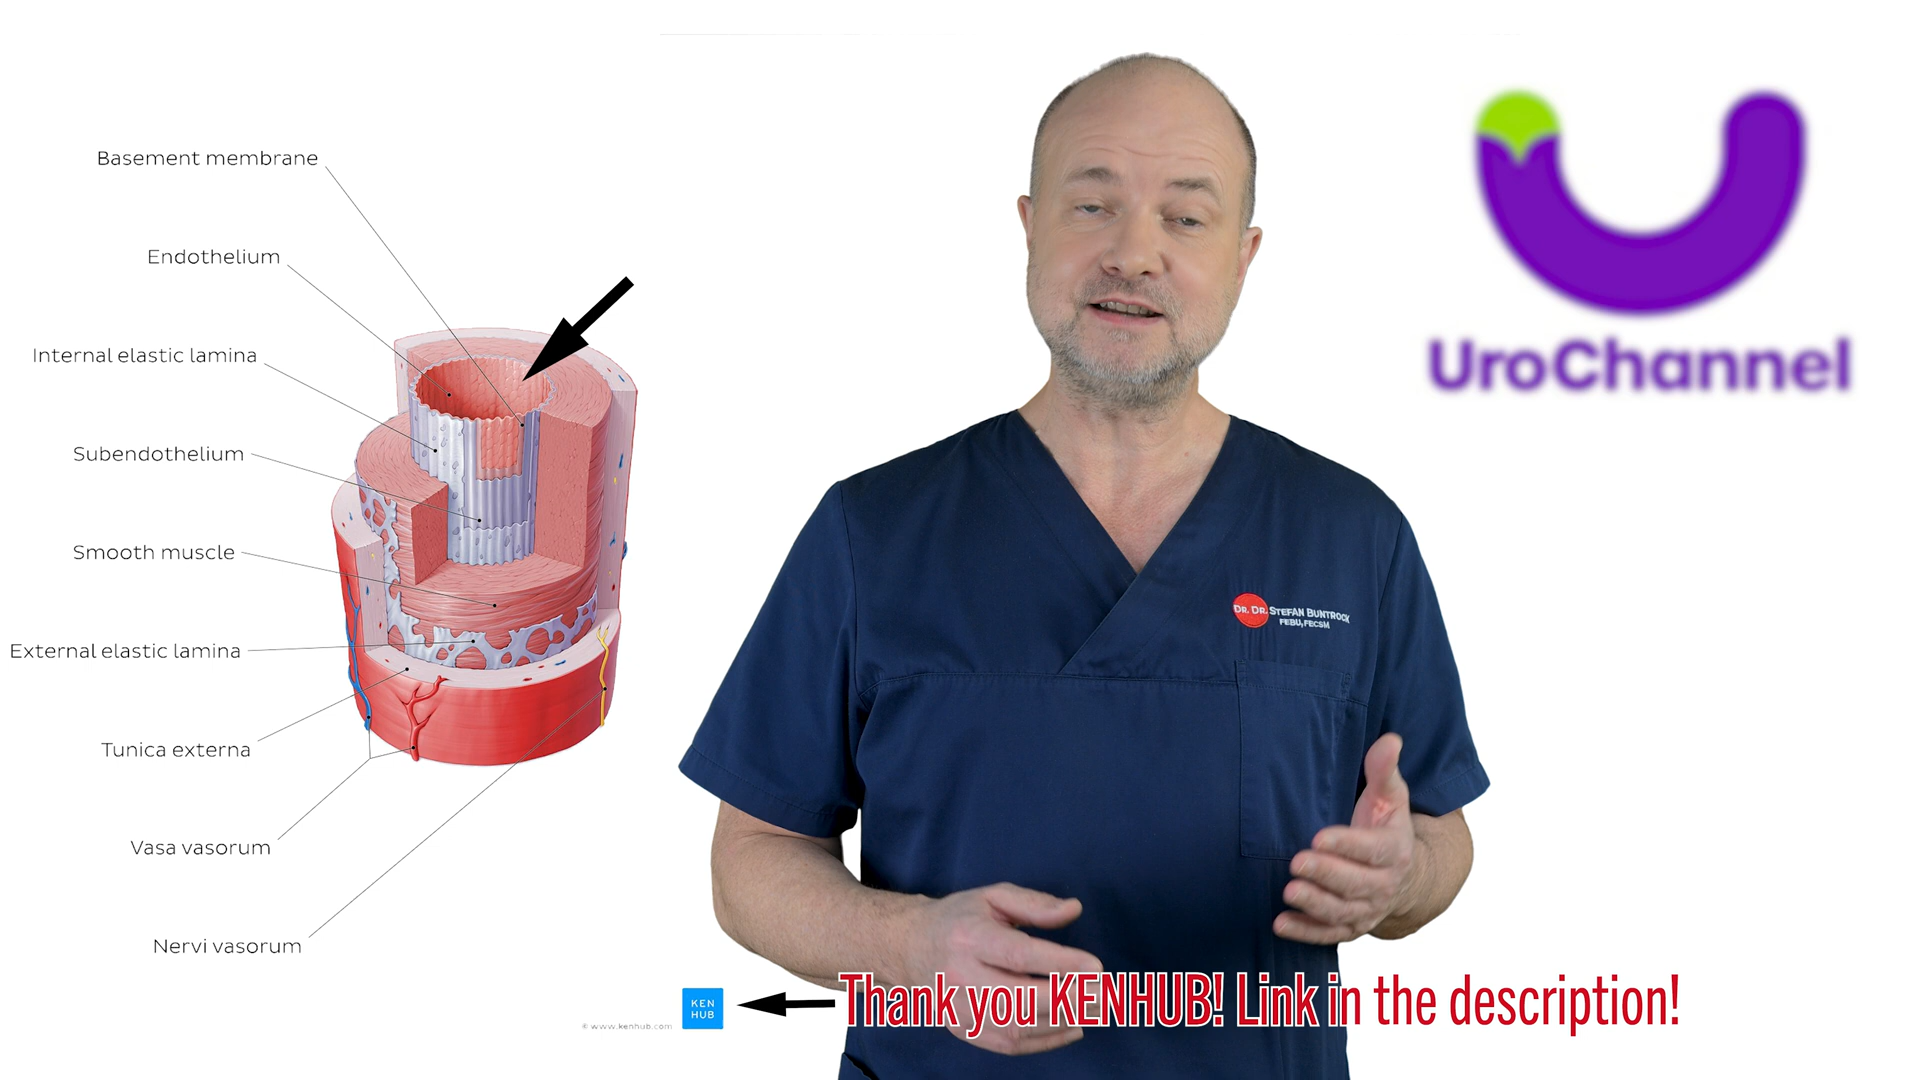 Basement membrane
Endothelium
Internal elastic lamina
Subendothelium
Smooth muscle
External elastic lamina
Tunica externa
Vasa vasorum
Nervi vasorum
UroChannel
DR. DR. STEFAN BUNTROCK
FEBU, FECSM
© www.kenhub.com
KEN
HUB
Thank you KENHUB! Link in the description!